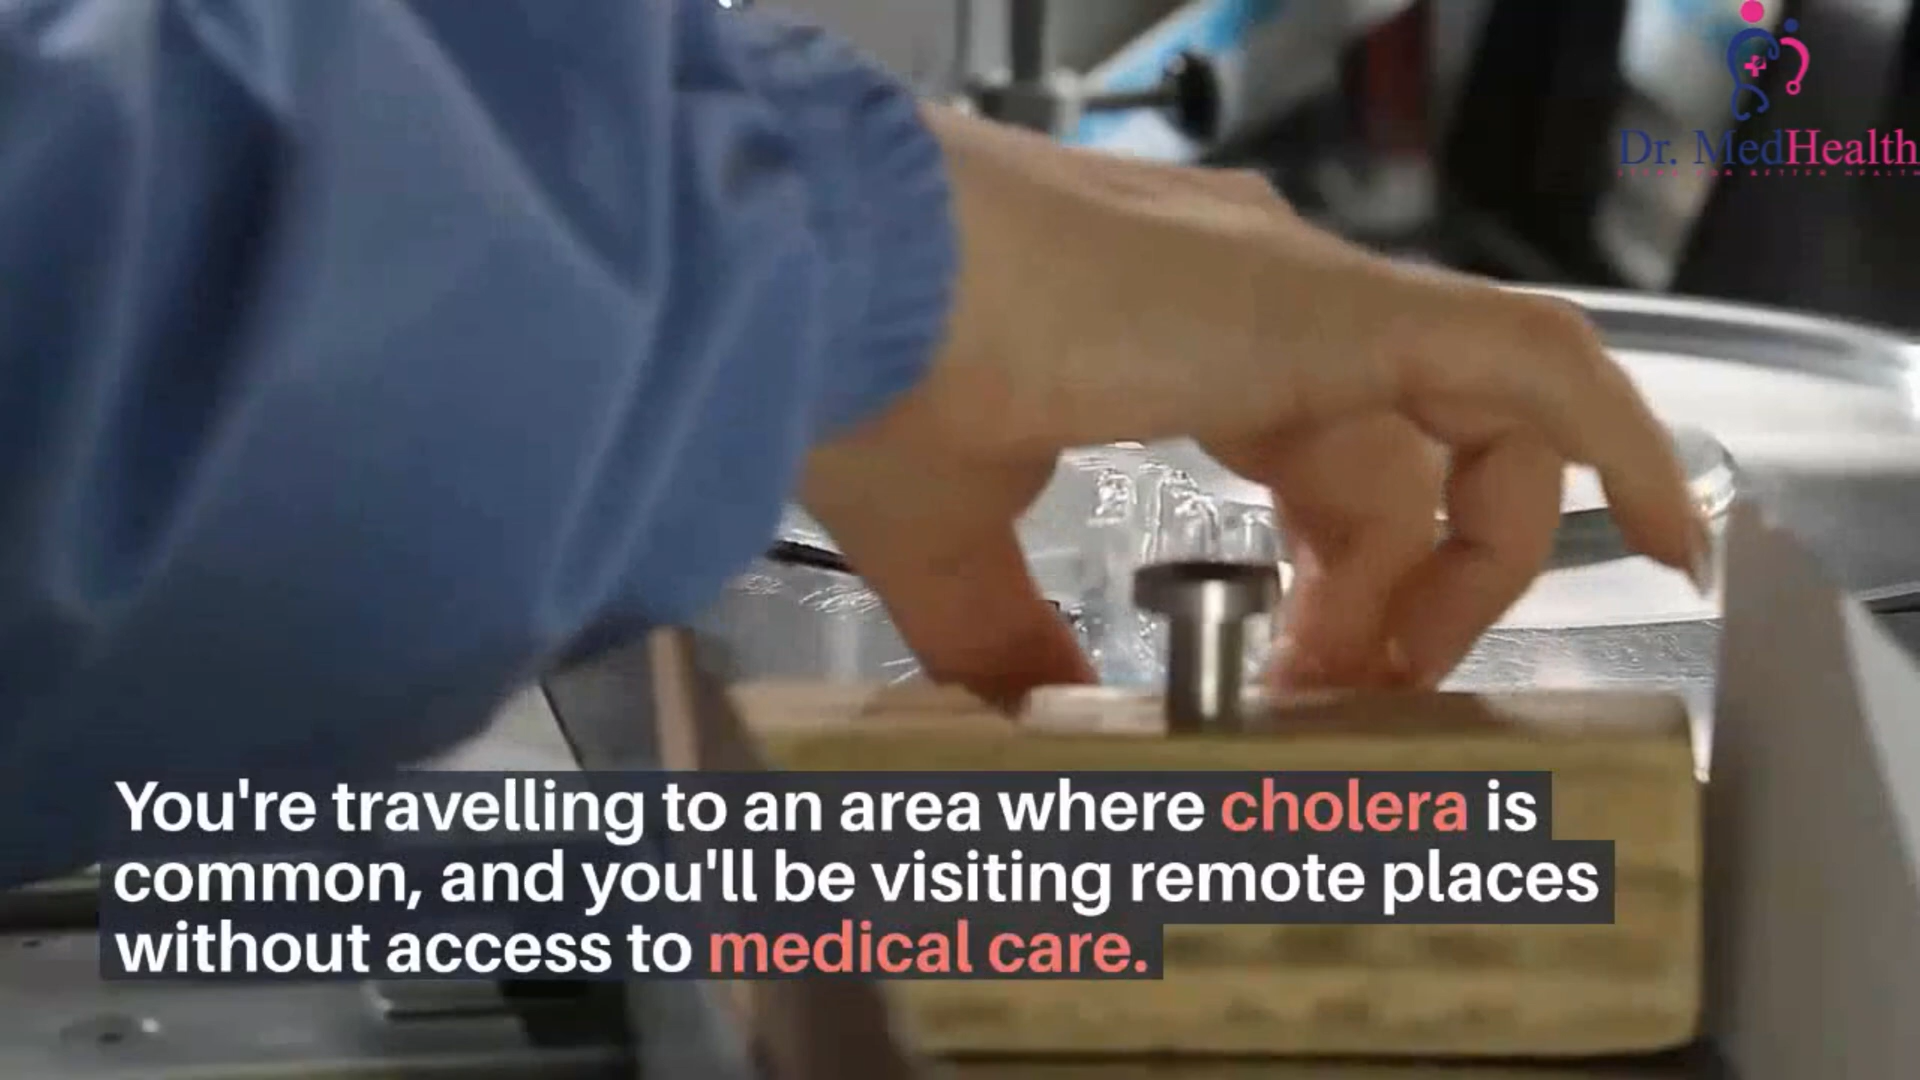 Dr. MedHealth
You're travelling to an area where cholera is
common, and you'll be visiting remote places
without access to medical care.